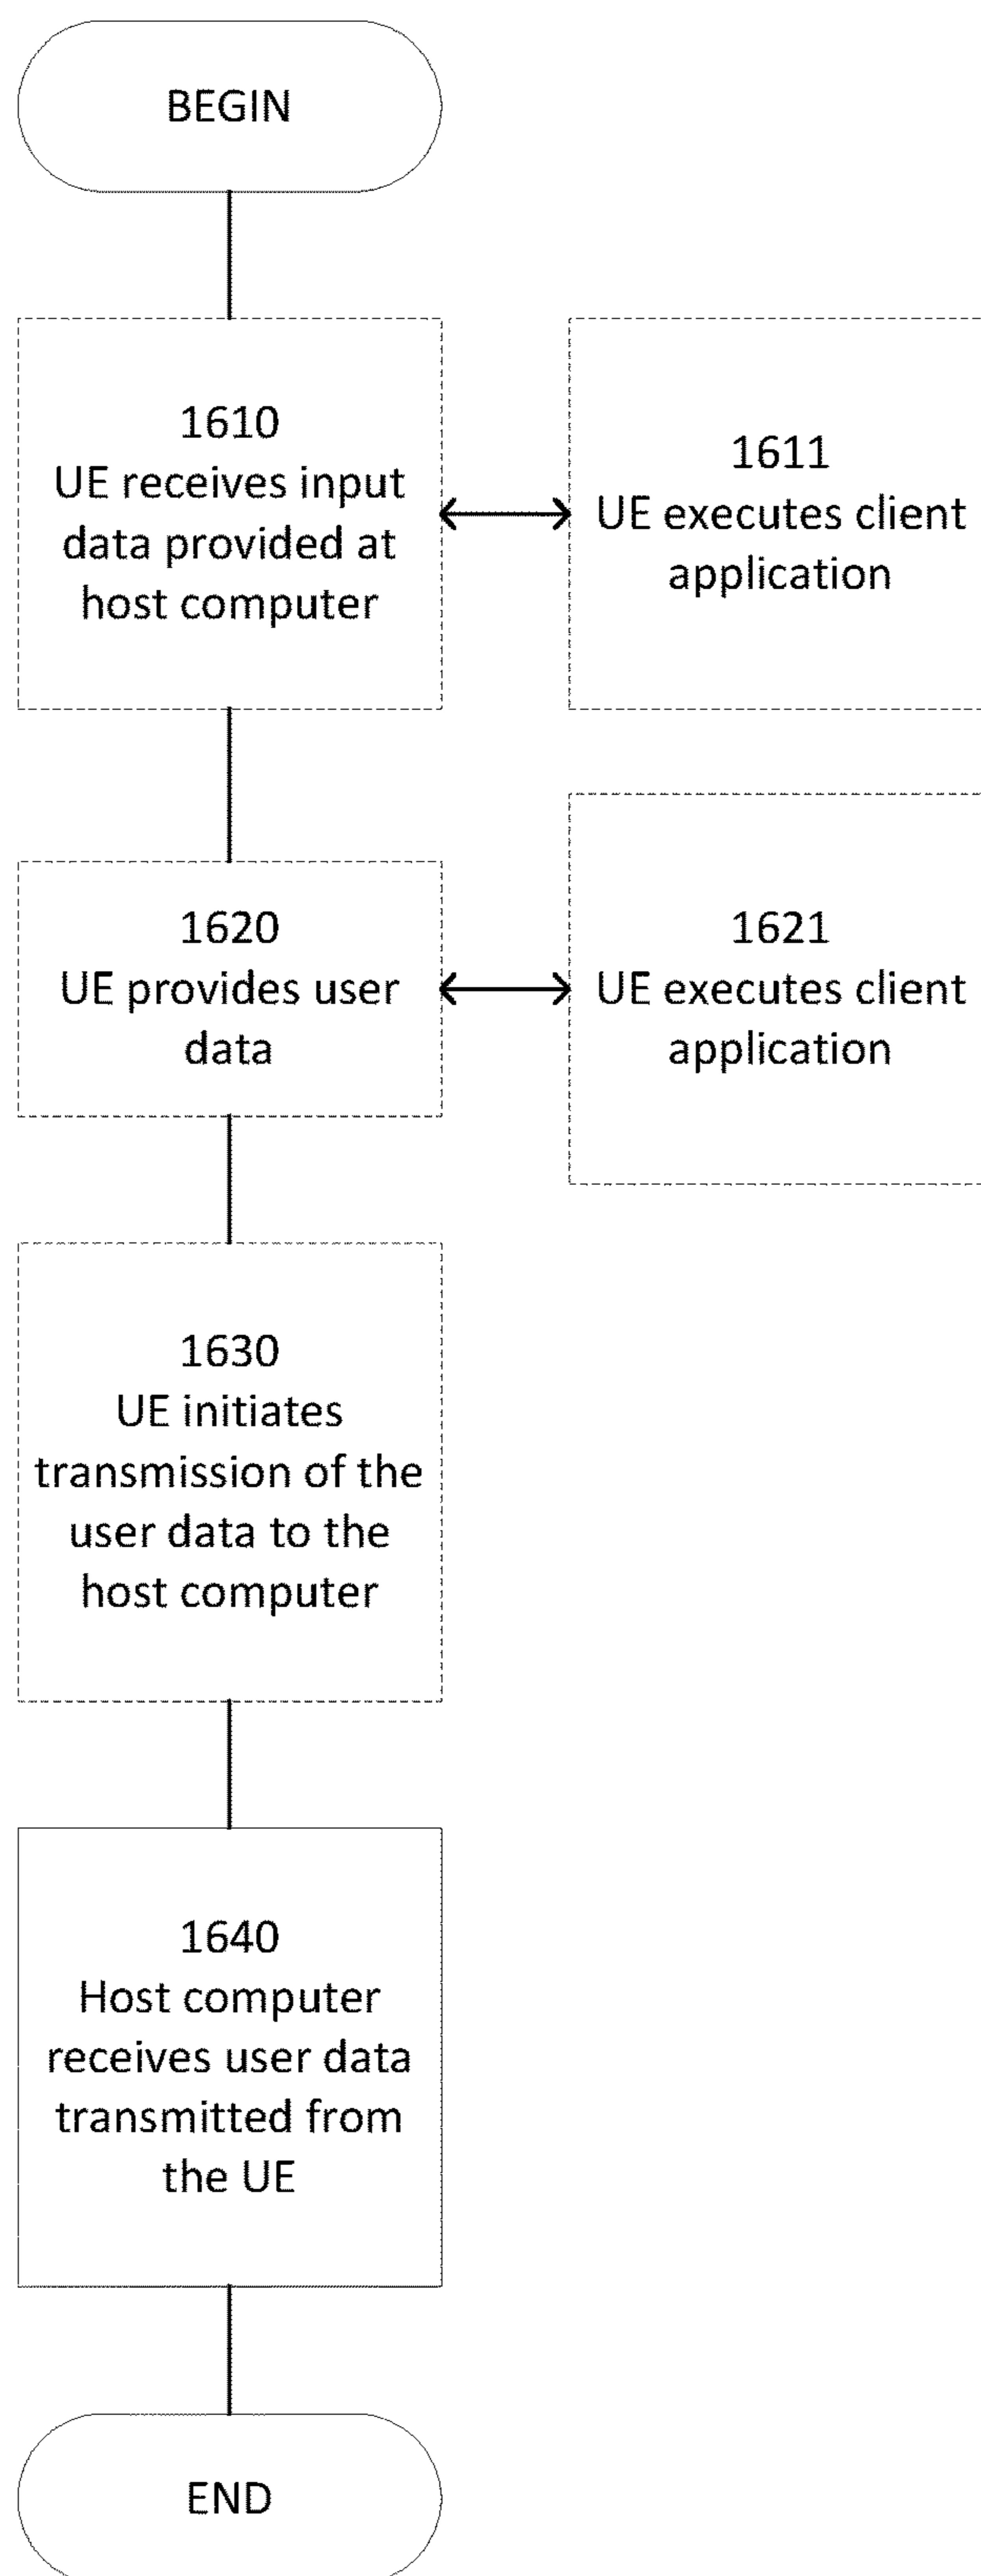 BEGIN
1610
UE receives input
data provided at
host computer
1611
UE executes client
application
1620
UE provides user
data
1621
UE executes client
application
1630
UE initiates
transmission of the
user data to the
host computer
1640
Host computer
receives user data
transmitted from
the UE
END